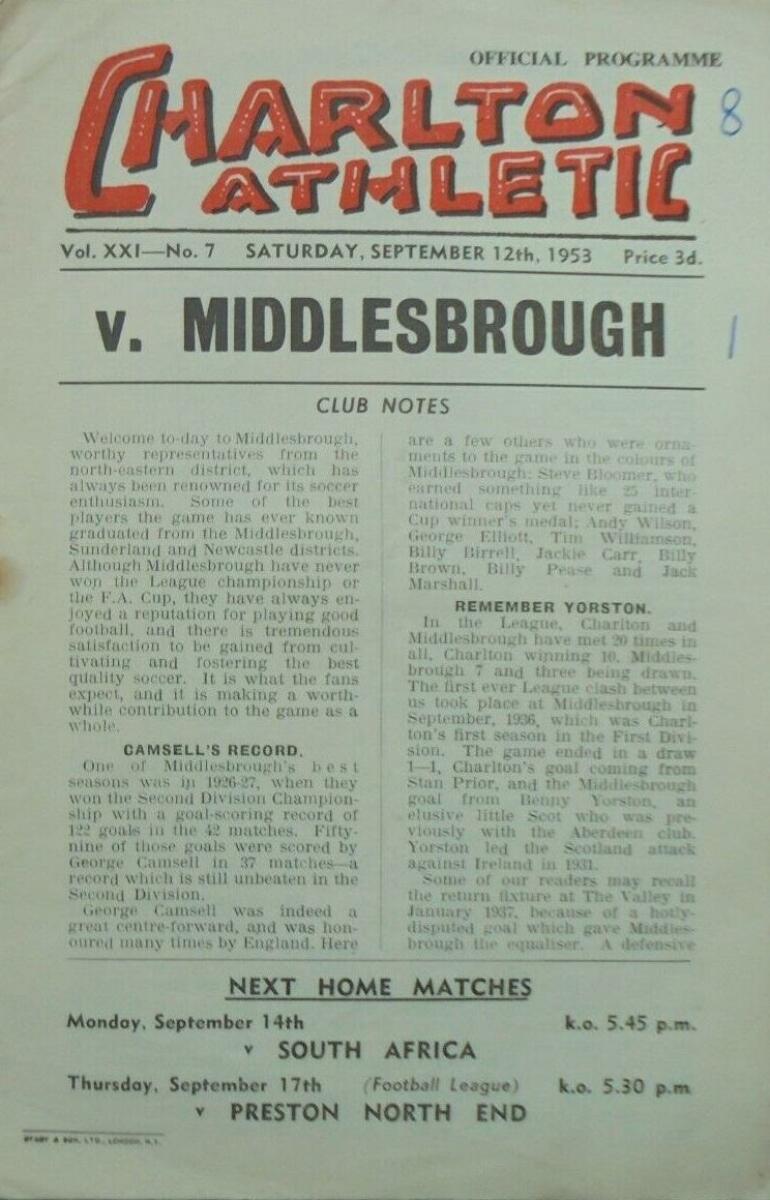 OFFICIAL PROGRAMME
CHARLTON
ATHLETIC
8
Vol. XXI—No. 7 SATURDAY, SEPTEMBER 12th, 1953 Price 3d.
v. MIDDLESBROUGH
1
CLUB NOTES
Welcome to-day to Middlesbrough,
worthy representatives from the
north-eastern district, which has
always been renowned for its soccer
enthusiasm. Some of the best
players the game has ever known
graduated from the Middlesbrough,
Sunderland and Newcastle districts.
Although Middlesbrough have never
won the League championship or
the F.A. Cup, they have always en-
joyed a reputation for playing good
football, and there is tremendous
satisfaction to be gained from cul-
tivating and fostering the best
quality soccer. It is what the fans
expect, and it is making a worth-
while contribution to the game as a
whole.
CAMSELL'S RECORD.
One of Middlesbrough's best
seasons was in 1926-27, when they
won the Second Division Champion-
ship with a goal-scoring record of
122 goals in the 42 matches. Fifty-
nine of those goals were scored by
George Camsell in 37 matches—a
record which is still unbeaten in the
Second Division.
George Camsell was indeed a
great centre-forward, and was hon-
oured many times by England. Here
are a few others who were orna-
ments to the game in the colours of
Middlesbrough: Steve Bloomer, who
earned something like 25 inter-
national caps yet never gained a
Cup winner's medal; Andy Wilson,
George Elliott, Tim Williamson,
Billy Birrell, Jackie Carr, Billy
Brown, Billy Pease and Jack
Marshall.
REMEMBER YORSTON.
In the League, Charlton and
Middlesbrough have met 20 times in
all, Charlton winning 10, Middles-
brough 7 and three being drawn.
The first ever League clash between
us took place at Middlesbrough in
September, 1936, which was Charl-
ton's first season in the First Divi-
sion. The game ended in a draw
1—1, Charlton's goal coming from
Stan Prior, and the Middlesbrough
goal from Benny Yorston, an
elusive little Scot who was pre-
viously with the Aberdeen club.
Yorston led the Scotland attack
against Ireland in 1931.
Some of our readers may recall
the return fixture at The Valley in
January 1937, because of a hotly-
disputed goal which gave Middles-
brough the equaliser. A defensive
NEXT HOME MATCHES
Monday, September 14th k.o. 5.45 p.m.
v SOUTH AFRICA
Thursday, September 17th (Football League) k.o. 5.30 p.m
v PRESTON NORTH END
& SON, LTD., LONDON, N.1.